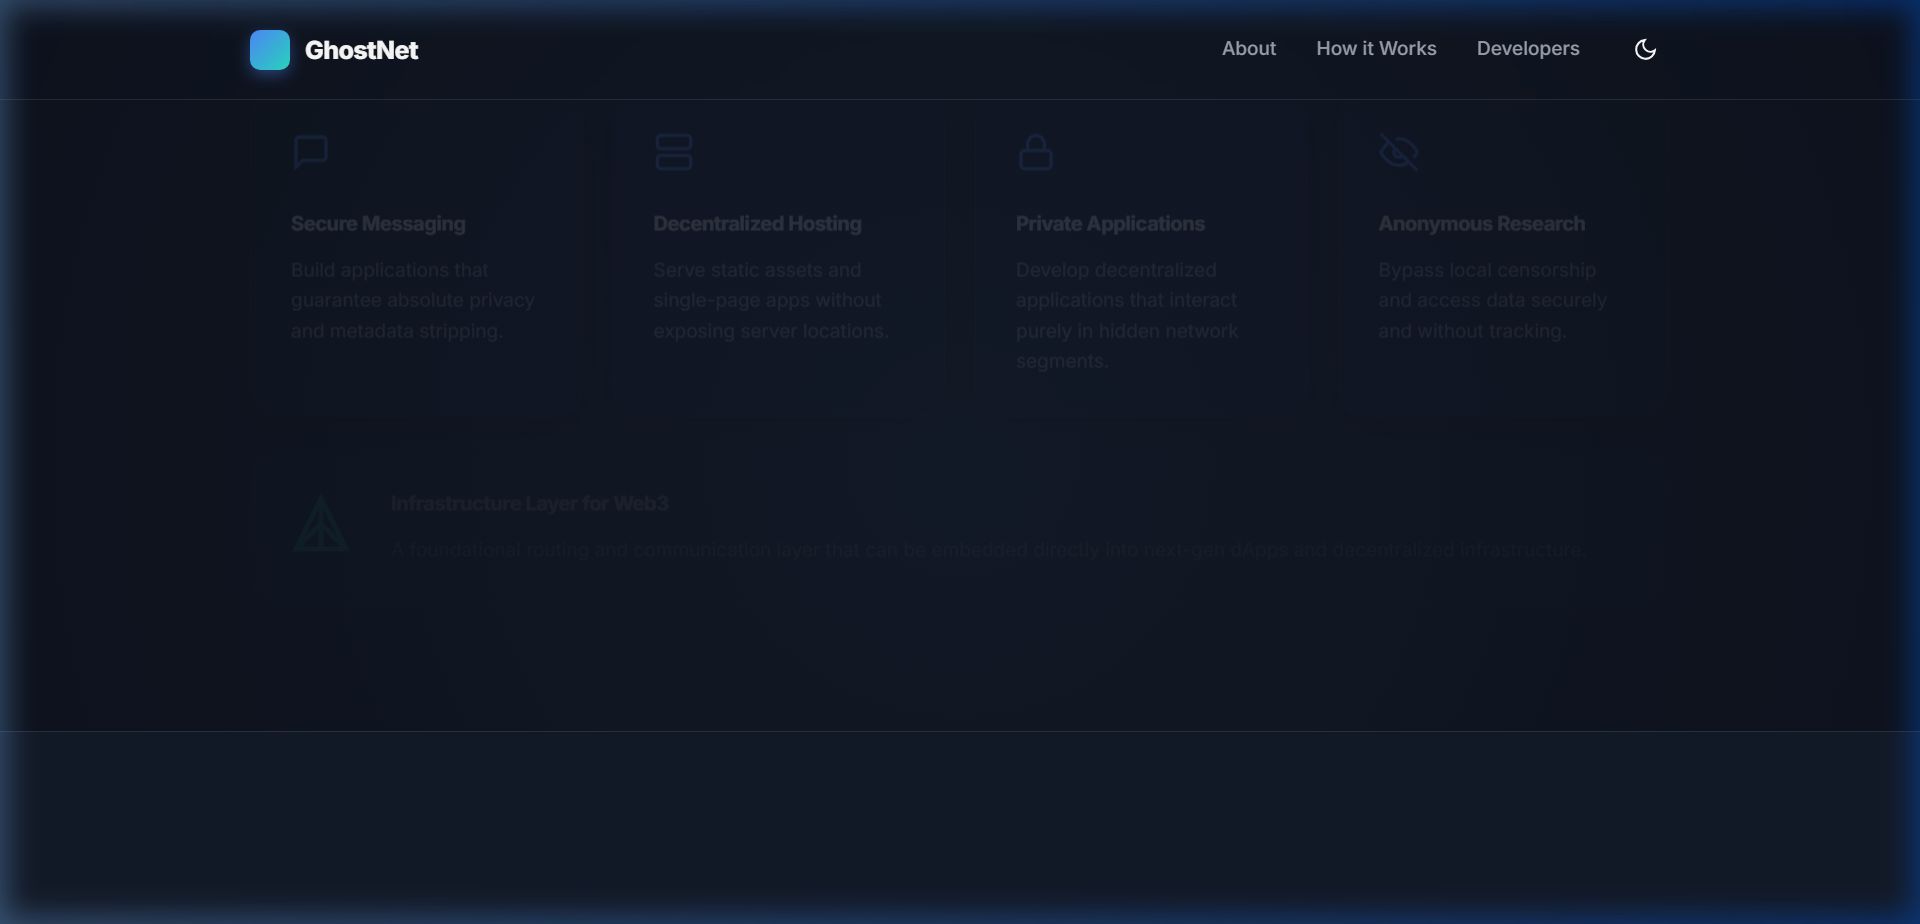 GhostNet
About
How it Works
Developers
Secure Messaging
Build applications that
guarantee absolute privacy
and metadata stripping.
Decentralized Hosting
Serve static assets and
single-page apps without
exposing server locations.
Private Applications
Develop decentralized
applications that interact
purely in hidden network
segments.
Anonymous Research
Bypass local censorship
and access data securely
and without tracking.
Infrastructure Layer for Web3
A foundational routing and communication layer that can be embedded directly into next-gen dApps and decentralized infrastructure.